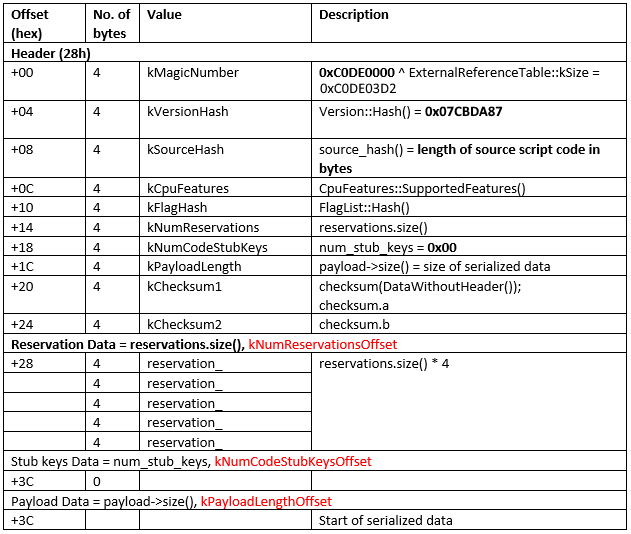 Offset (hex) No. of bytes Value Description
Header (28h)
+00 4 kMagicNumber 0xC0DE0000 ^ ExternalReferenceTable::kSize =
0xC0DE03D2
+04 4 kVersionHash Version::Hash() = 0x07CBDA87
+08 4 kSourceHash source_hash() = length of source script code in
bytes
+0C 4 kCpuFeatures CpuFeatures::SupportedFeatures()
+10 4 kFlagHash FlagList::Hash()
+14 4 kNumReservations reservations.size()
+18 4 kNumCodeStubKeys num_stub_keys = 0x00
+1C 4 kPayloadLength payload->size() = size of serialized data
+20 4 kChecksum1 checksum(DataWithoutHeader());
checksum.a
+24 4 kChecksum2 checksum.b
Reservation Data = reservations.size(), kNumReservationsOffset
+28 4 reservation_ reservations.size() * 4
4 reservation_
4 reservation_
4 reservation_
4 reservation_
Stub keys Data = num_stub_keys, kNumCodeStubKeysOffset
+3C 0
Payload Data = payload->size(), kPayloadLengthOffset
+3C Start of serialized data